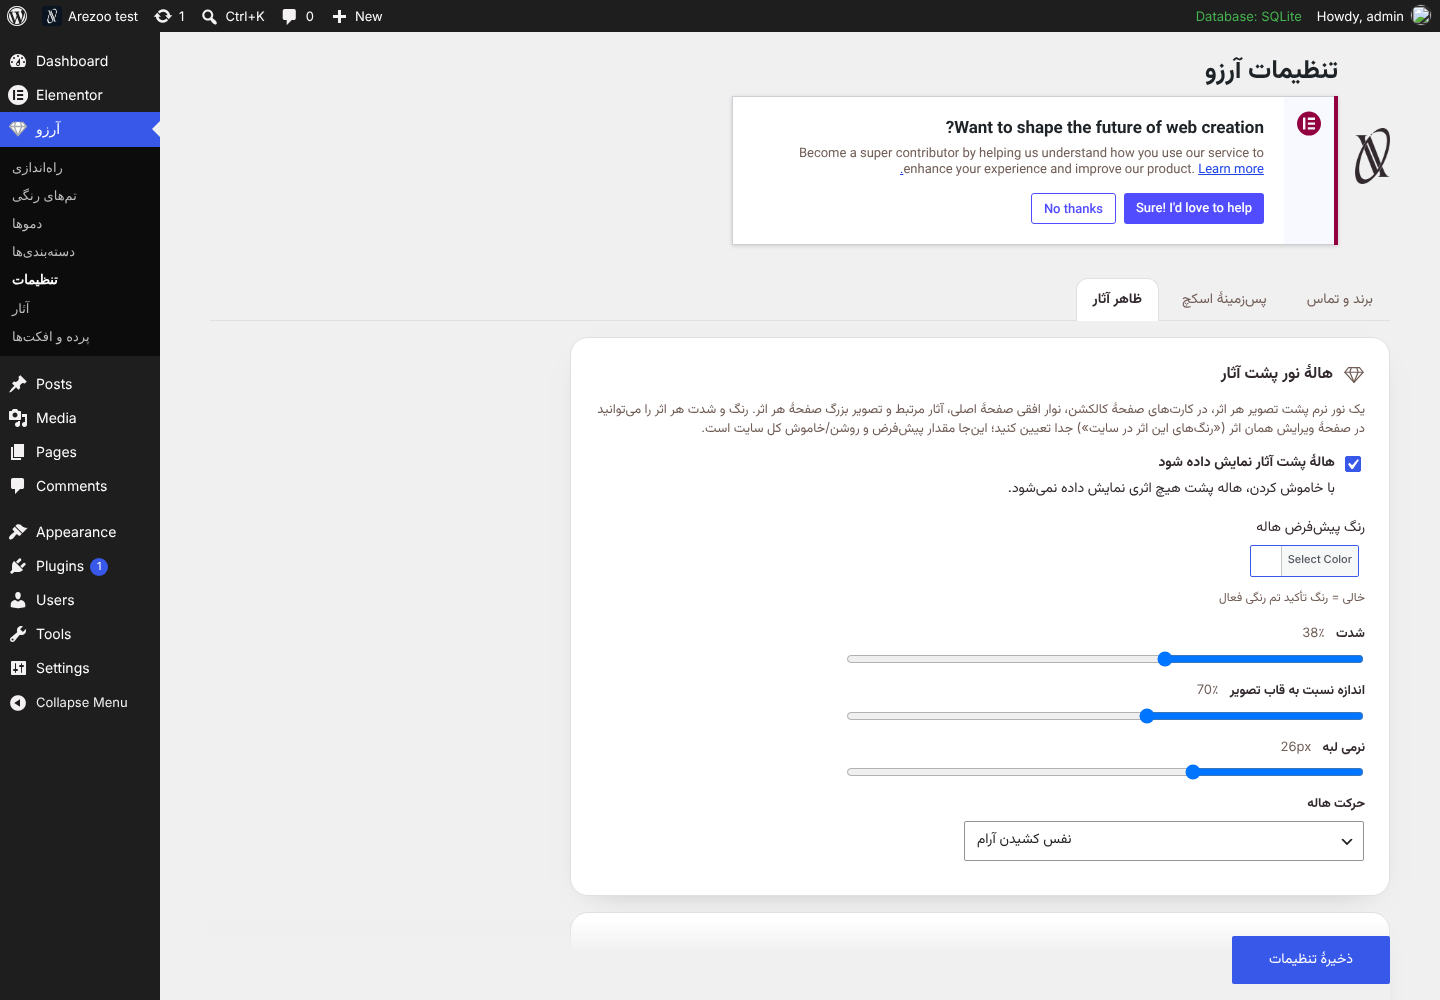 Arezoo test
1
Ctrl+K
0
New
Database: SQLite
Howdy, admin
Dashboard
Elementor
آرزو
راه‌اندازی
تم‌های رنگی
دموها
دسته‌بندی‌ها
تنظیمات
آثار
پرده و افکت‌ها
Posts
Media
Pages
Comments
Appearance
Plugins 1
Users
Tools
Settings
Collapse Menu
تنظیمات آرزو
?Want to shape the future of web creation
Become a super contributor by helping us understand how you use our service to
.enhance your experience and improve our product. Learn more
Sure! I'd love to help
No thanks
برند و تماس
پس‌زمینهٔ اسکچ
ظاهر آثار
هالهٔ نور پشت آثار
یک نور نرم پشت تصویر هر اثر، در کارت‌های صفحهٔ کالکشن، نوار افقی صفحهٔ اصلی، آثار مرتبط و تصویر بزرگ صفحهٔ هر اثر. رنگ و شدت هر اثر را می‌توانید
در صفحهٔ ویرایش همان اثر («رنگ‌های این اثر در سایت») جدا تعیین کنید؛ این‌جا مقدار پیش‌فرض و روشن/خاموش کل سایت است.
هالهٔ پشت آثار نمایش داده شود
با خاموش کردن، هاله پشت هیچ اثری نمایش داده نمی‌شود.
رنگ پیش‌فرض هاله
Select Color
خالی = رنگ تأکید تم رنگی فعال
شدت 38٪
اندازه نسبت به قاب تصویر 70٪
نرمی لبه 26px
حرکت هاله
نفس کشیدن آرام
ذخیرهٔ تنظیمات